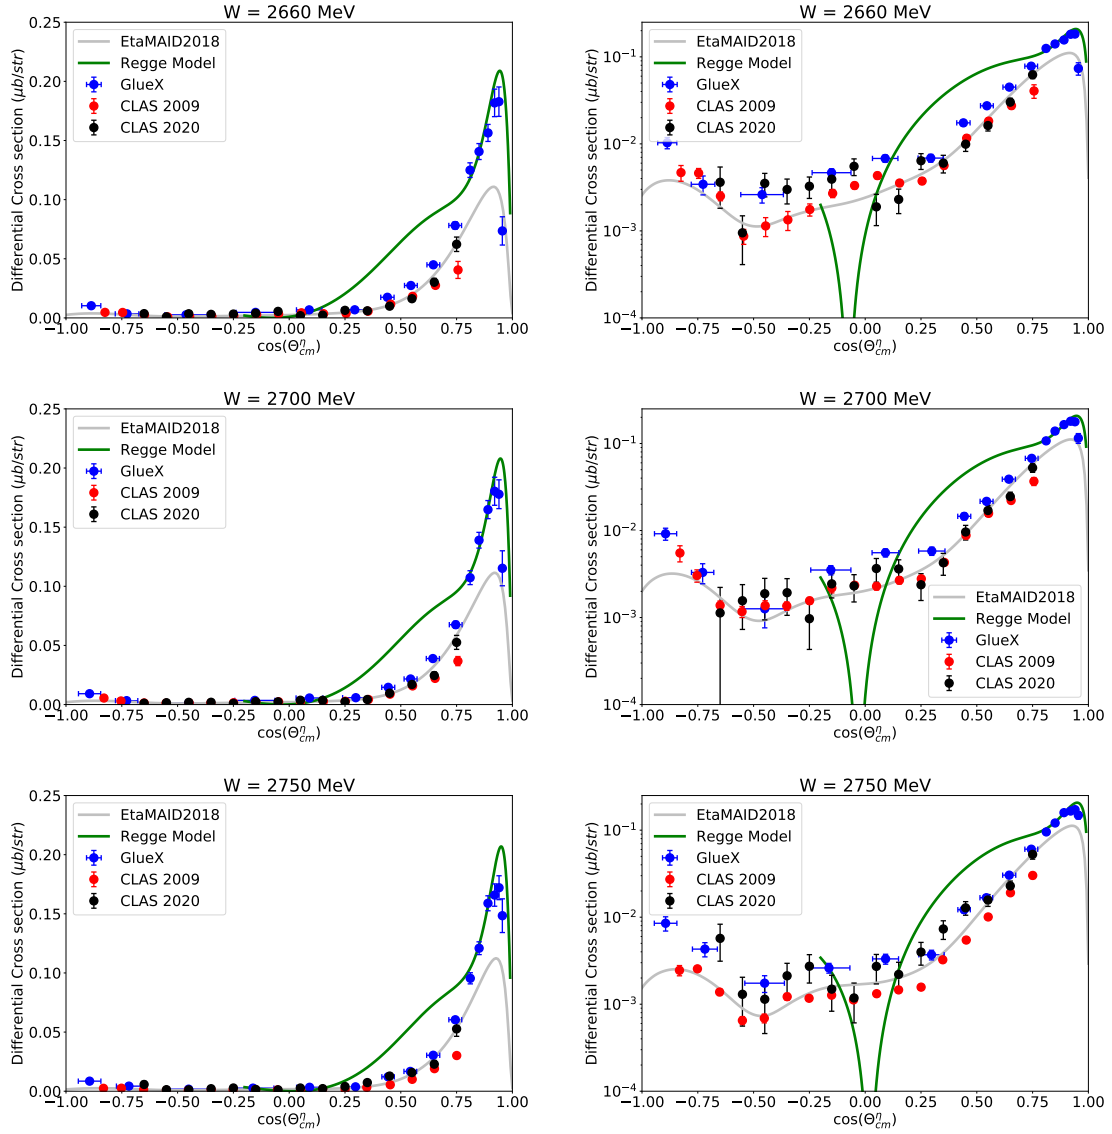 W = 2660 MeV
Differential Cross section (μb/str)
0.25
0.20
0.15
0.10
0.05
0.00
EtaMAID2018
Regge Model
GlueX
CLAS 2009
CLAS 2020
−1.00 −0.75 −0.50 −0.25 0.00 0.25 0.50 0.75 1.00
cos(Θ^η_cm)
W = 2660 MeV
Differential Cross section (μb/str)
10⁻¹
10⁻²
10⁻³
10⁻⁴
EtaMAID2018
Regge Model
GlueX
CLAS 2009
CLAS 2020
−1.00 −0.75 −0.50 −0.25 0.00 0.25 0.50 0.75 1.00
cos(Θ^η_cm)
W = 2700 MeV
Differential Cross section (μb/str)
0.25
0.20
0.15
0.10
0.05
0.00
EtaMAID2018
Regge Model
GlueX
CLAS 2009
CLAS 2020
−1.00 −0.75 −0.50 −0.25 0.00 0.25 0.50 0.75 1.00
cos(Θ^η_cm)
W = 2700 MeV
Differential Cross section (μb/str)
10⁻¹
10⁻²
10⁻³
10⁻⁴
EtaMAID2018
Regge Model
GlueX
CLAS 2009
CLAS 2020
−1.00 −0.75 −0.50 −0.25 0.00 0.25 0.50 0.75 1.00
cos(Θ^η_cm)
W = 2750 MeV
Differential Cross section (μb/str)
0.25
0.20
0.15
0.10
0.05
0.00
EtaMAID2018
Regge Model
GlueX
CLAS 2009
CLAS 2020
−1.00 −0.75 −0.50 −0.25 0.00 0.25 0.50 0.75 1.00
cos(Θ^η_cm)
W = 2750 MeV
Differential Cross section (μb/str)
10⁻¹
10⁻²
10⁻³
10⁻⁴
EtaMAID2018
Regge Model
GlueX
CLAS 2009
CLAS 2020
−1.00 −0.75 −0.50 −0.25 0.00 0.25 0.50 0.75 1.00
cos(Θ^η_cm)